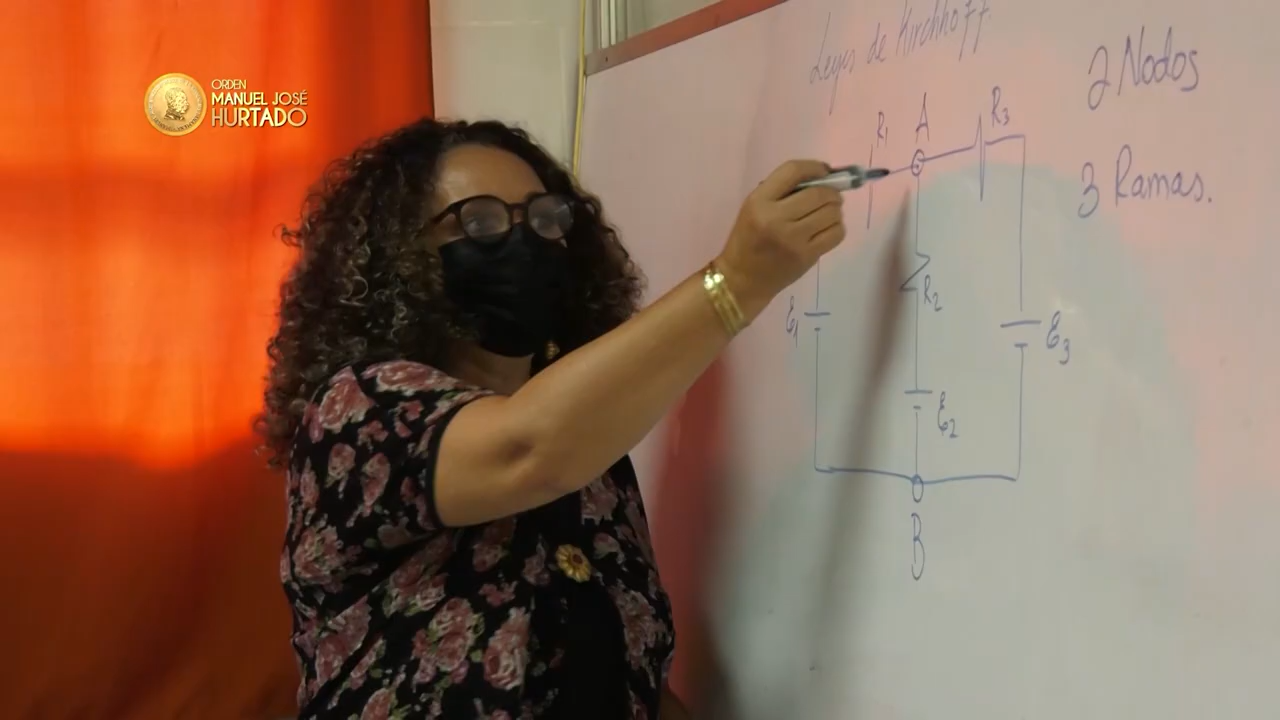 ORDEN
MANUEL JOSÉ
HURTADO
Leyes de Kirchhoff
2 Nodos
3 Ramas.
R1
A
R3
R2
ε1
ε2
ε3
B